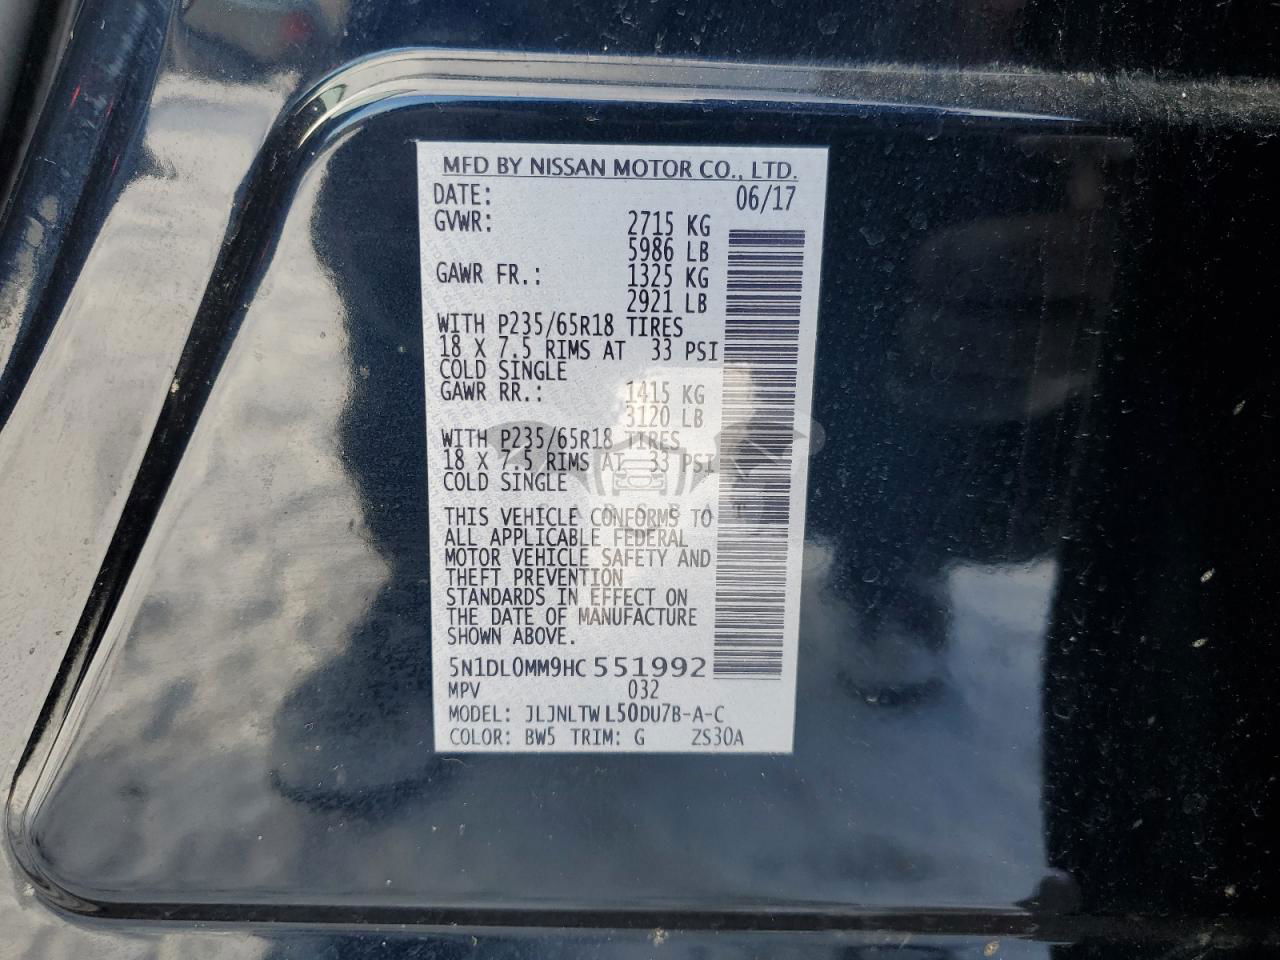 MFD BY NISSAN MOTOR CO., LTD.
DATE: 06/17
GVWR: 2715 KG
5986 LB
GAWR FR.: 1325 KG
2921 LB
WITH P235/65R18 TIRES
18 X 7.5 RIMS AT 33 PSI
COLD SINGLE
GAWR RR.: 1415 KG
3120 LB
WITH P235/65R18 TIRES
18 X 7.5 RIMS AT 33 PSI
COLD SINGLE
THIS VEHICLE CONFORMS TO
ALL APPLICABLE FEDERAL
MOTOR VEHICLE SAFETY AND
THEFT PREVENTION
STANDARDS IN EFFECT ON
THE DATE OF MANUFACTURE
SHOWN ABOVE.
5N1DL0MM9HC551992
MPV 032
MODEL: JLJNLTWL50DU7B-A-C
COLOR: BW5 TRIM: G ZS30A